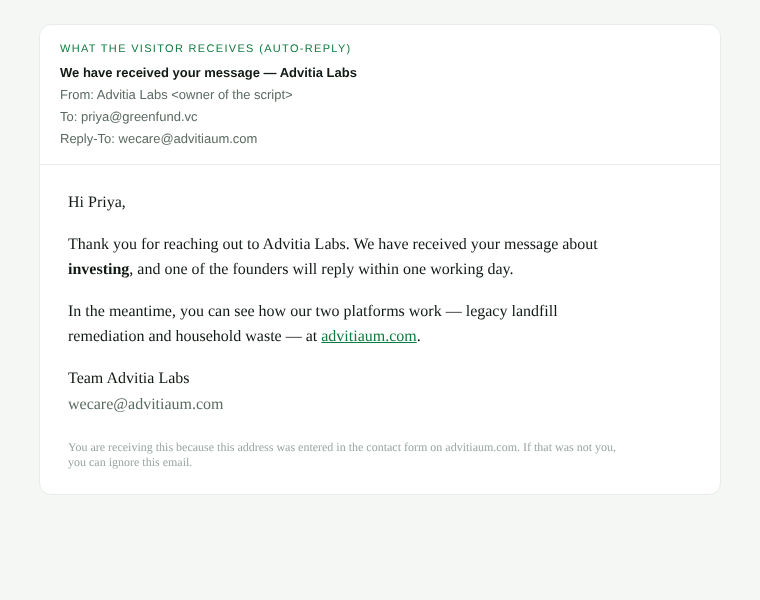 WHAT THE VISITOR RECEIVES (AUTO-REPLY)
We have received your message — Advitia Labs
From: Advitia Labs <owner of the script>
To: priya@greenfund.vc
Reply-To: wecare@advitiaum.com
Hi Priya,
Thank you for reaching out to Advitia Labs. We have received your message about
investing, and one of the founders will reply within one working day.
In the meantime, you can see how our two platforms work — legacy landfill
remediation and household waste — at advitiaum.com.
Team Advitia Labs
wecare@advitiaum.com
You are receiving this because this address was entered in the contact form on advitiaum.com. If that was not you,
you can ignore this email.